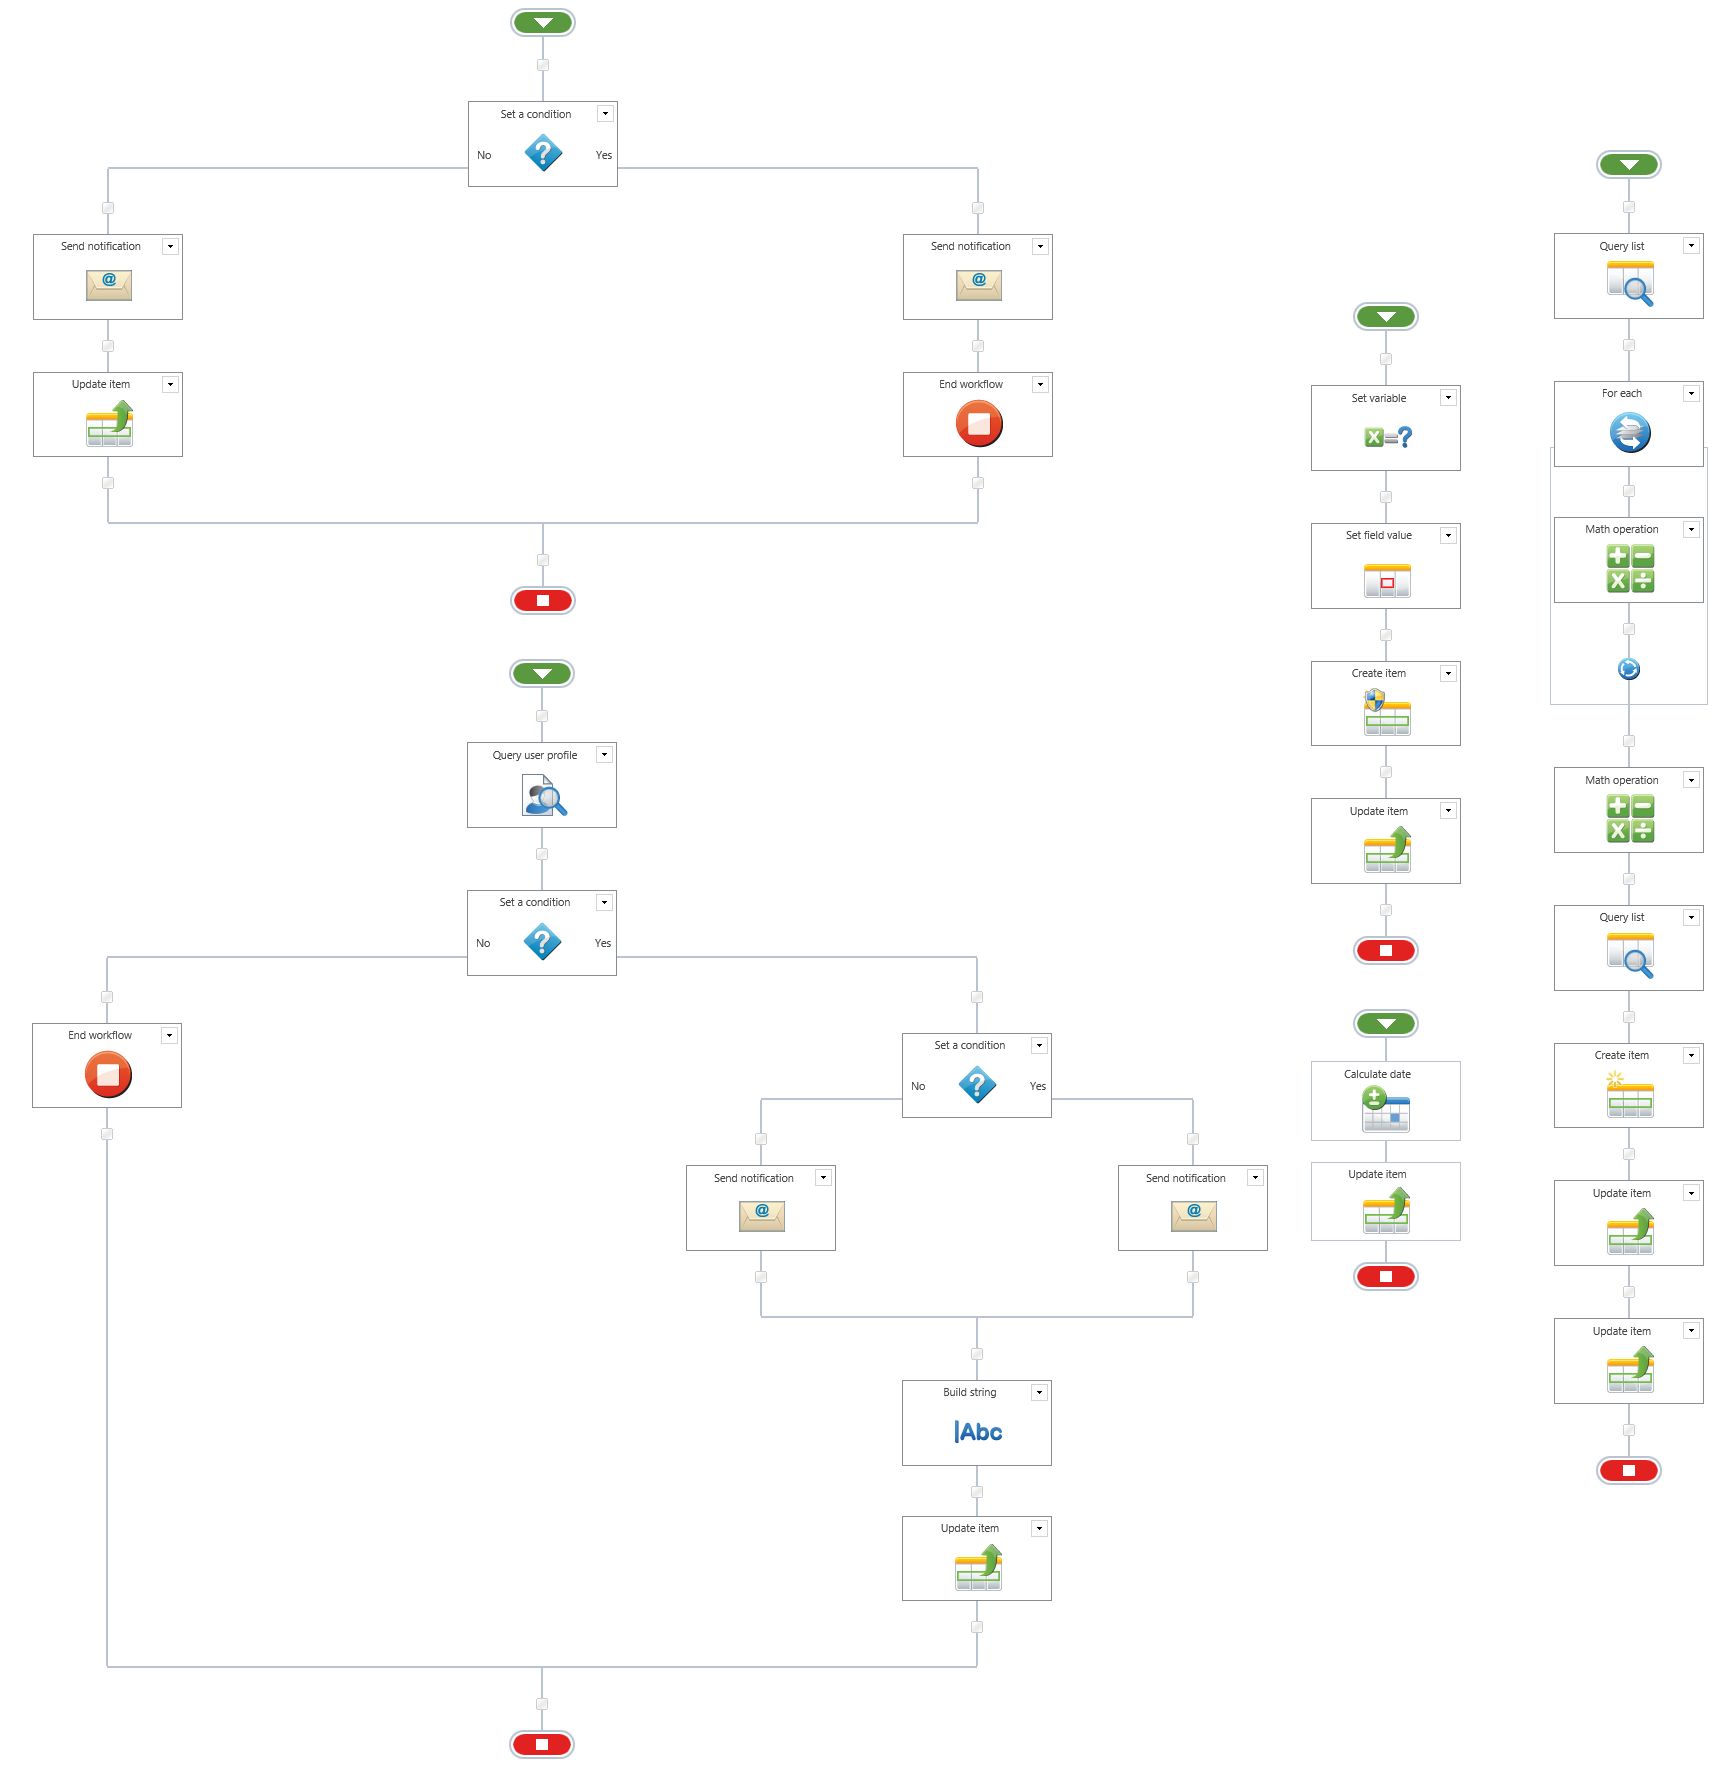 Set a condition
No
Yes
Send notification
@
Send notification
@
Update item
End workflow
Query user profile
Set a condition
No
Yes
End workflow
Set a condition
No
Yes
Send notification
@
Send notification
@
Build string
Abc
Update item
Set variable
X=?
Set field value
Create item
Update item
Calculate date
Update item
Query list
For each
Math operation
Math operation
Query list
Create item
Update item
Update item